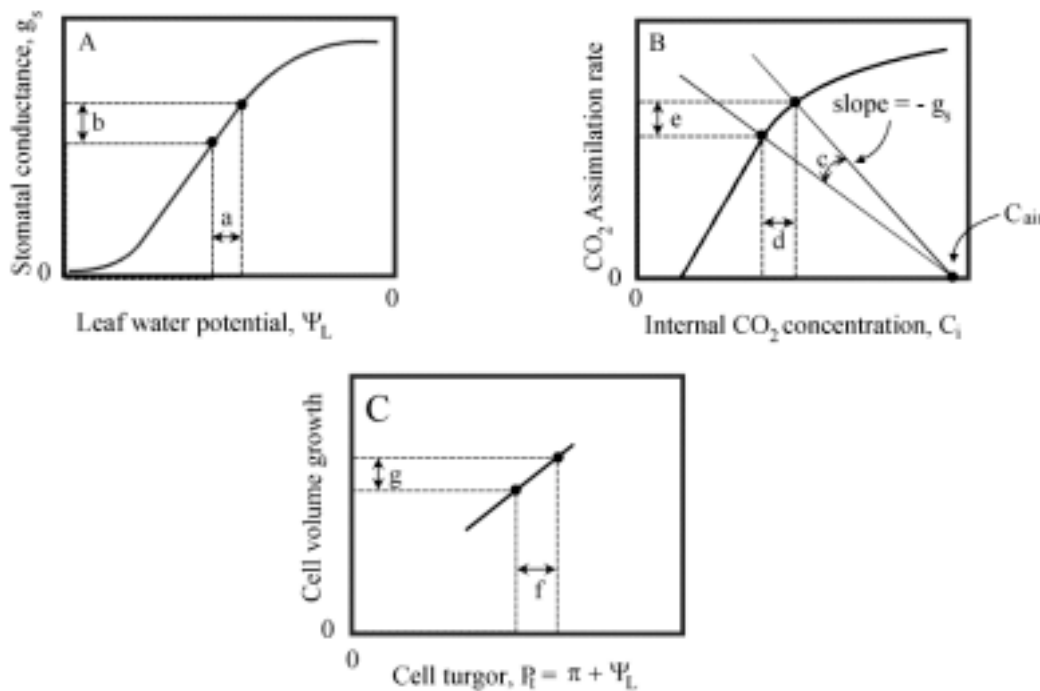 A
Stomatal conductance, gs
b
a
0
0
Leaf water potential, ΨL
B
CO2 Assimilation rate
e
slope = - gs
c
d
Cair
0
0
Internal CO2 concentration, Ci
C
Cell volume growth
g
f
0
0
Cell turgor, Pt = π + ΨL